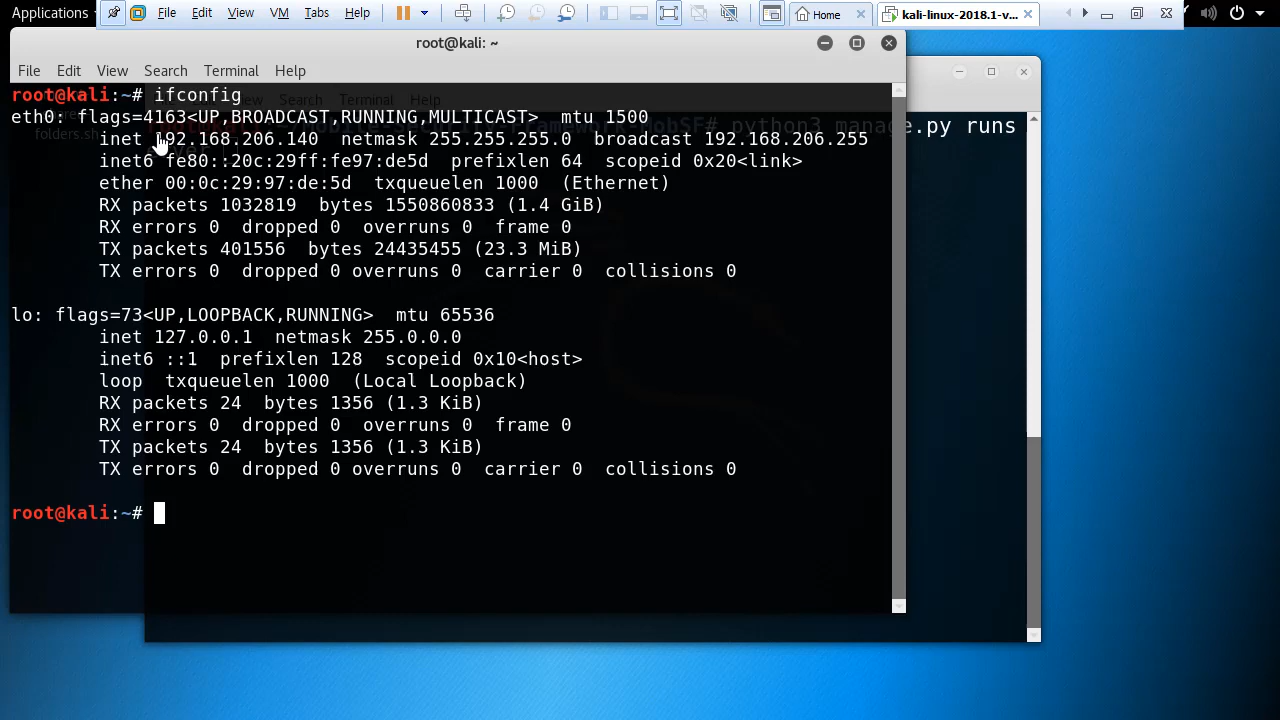 Applications File Edit View VM Tabs Help Home kali-linux-2018.1-v...
root@kali: ~
File Edit View Search Terminal Help
root@kali:~# ifconfig
eth0: flags=4163<UP,BROADCAST,RUNNING,MULTICAST> mtu 1500
inet 192.168.206.140 netmask 255.255.255.0 broadcast 192.168.206.255
inet6 fe80::20c:29ff:fe97:de5d prefixlen 64 scopeid 0x20<link>
ether 00:0c:29:97:de:5d txqueuelen 1000 (Ethernet)
RX packets 1032819 bytes 1550860833 (1.4 GiB)
RX errors 0 dropped 0 overruns 0 frame 0
TX packets 401556 bytes 24435455 (23.3 MiB)
TX errors 0 dropped 0 overruns 0 carrier 0 collisions 0
lo: flags=73<UP,LOOPBACK,RUNNING> mtu 65536
inet 127.0.0.1 netmask 255.0.0.0
inet6 ::1 prefixlen 128 scopeid 0x10<host>
loop txqueuelen 1000 (Local Loopback)
RX packets 24 bytes 1356 (1.3 KiB)
RX errors 0 dropped 0 overruns 0 frame 0
TX packets 24 bytes 1356 (1.3 KiB)
TX errors 0 dropped 0 overruns 0 carrier 0 collisions 0
root@kali:~#
Search Terminal Help
python3 manage.py runs
folders.sh